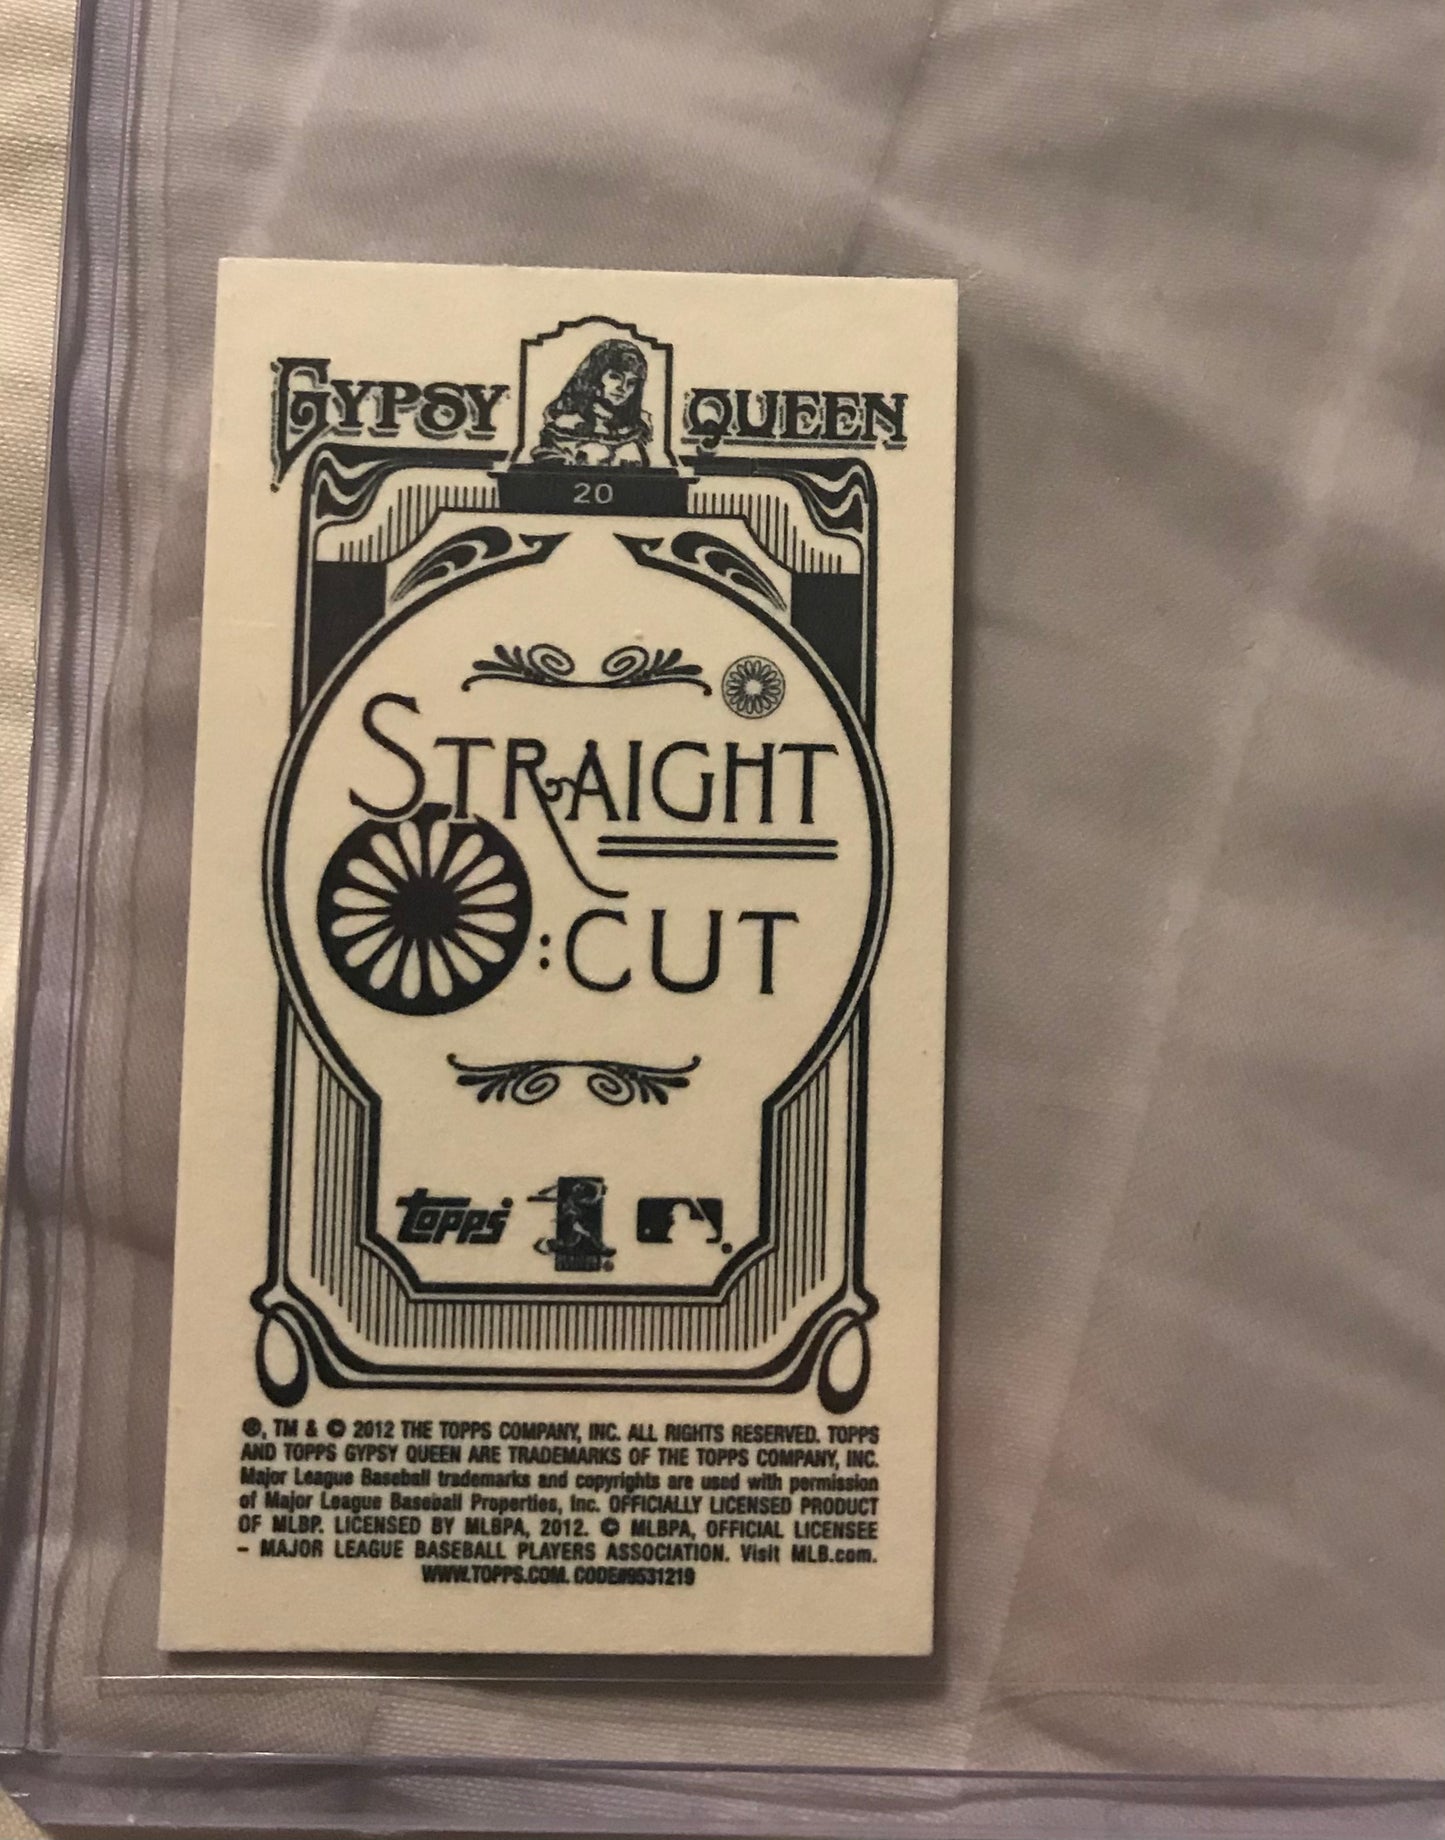 GYPSY QUEEN
20
STRAIGHT
:CUT
topps
®, TM & © 2012 THE TOPPS COMPANY, INC. ALL RIGHTS RESERVED. TOPPS
AND TOPPS GYPSY QUEEN ARE TRADEMARKS OF THE TOPPS COMPANY, INC.
Major League Baseball trademarks and copyrights are used with permission
of Major League Baseball Properties, Inc. OFFICIALLY LICENSED PRODUCT
OF MLBP. LICENSED BY MLBPA, 2012. © MLBPA, OFFICIAL LICENSEE
– MAJOR LEAGUE BASEBALL PLAYERS ASSOCIATION. Visit MLB.com.
WWW.TOPPS.COM. CODE#9531219